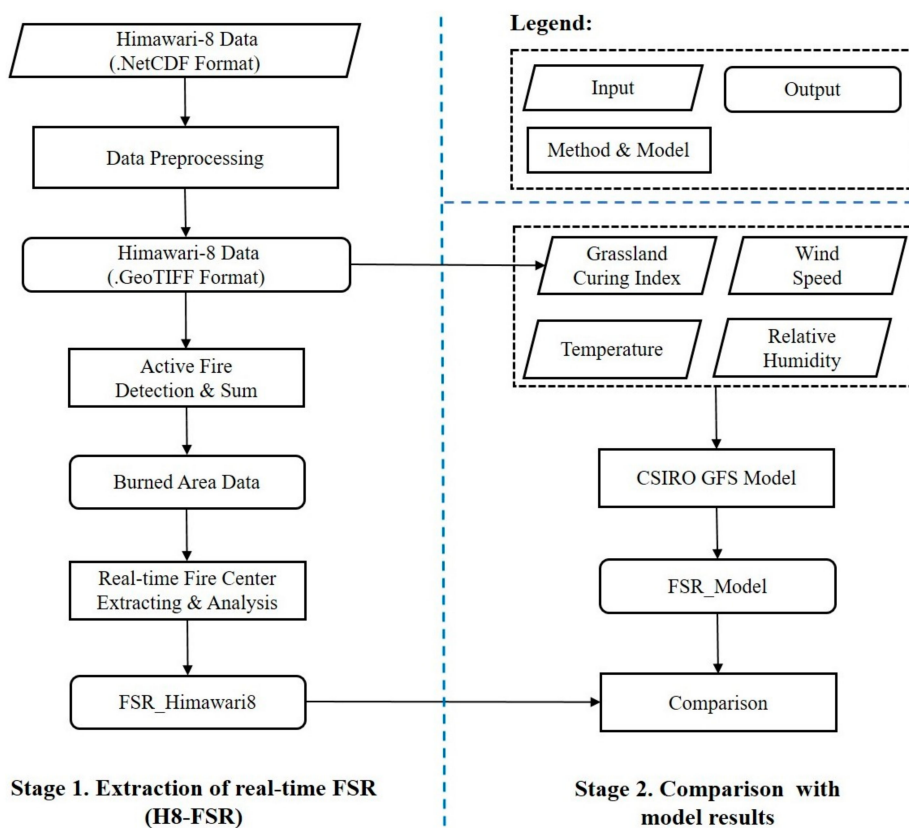 Himawari-8 Data
(.NetCDF Format)
Data Preprocessing
Himawari-8 Data
(.GeoTIFF Format)
Active Fire
Detection & Sum
Burned Area Data
Real-time Fire Center
Extracting & Analysis
FSR_Himawari8
Stage 1. Extraction of real-time FSR
(H8-FSR)
Legend:
Input
Output
Method & Model
Grassland
Curing Index
Wind
Speed
Temperature
Relative
Humidity
CSIRO GFS Model
FSR_Model
Comparison
Stage 2. Comparison with
model results